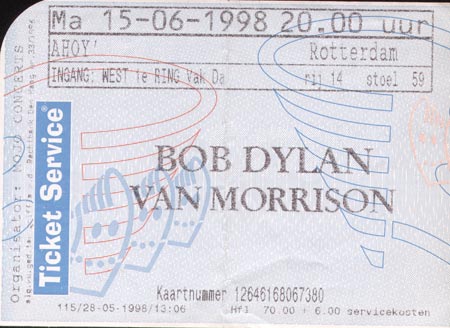 Ma 15-06-1998 20.00 uur
AHOY' Rotterdam
INGANG: WEST 1e RING Vak Da rij 14 stoel 59
BOB DYLAN
VAN MORRISON
Kaartnummer 12646168067380
115/28-05-1998/13:06 Hfl 70.00 + 6.00 servicekosten
Ticket Service
Organisator: MOJO CONCERTS